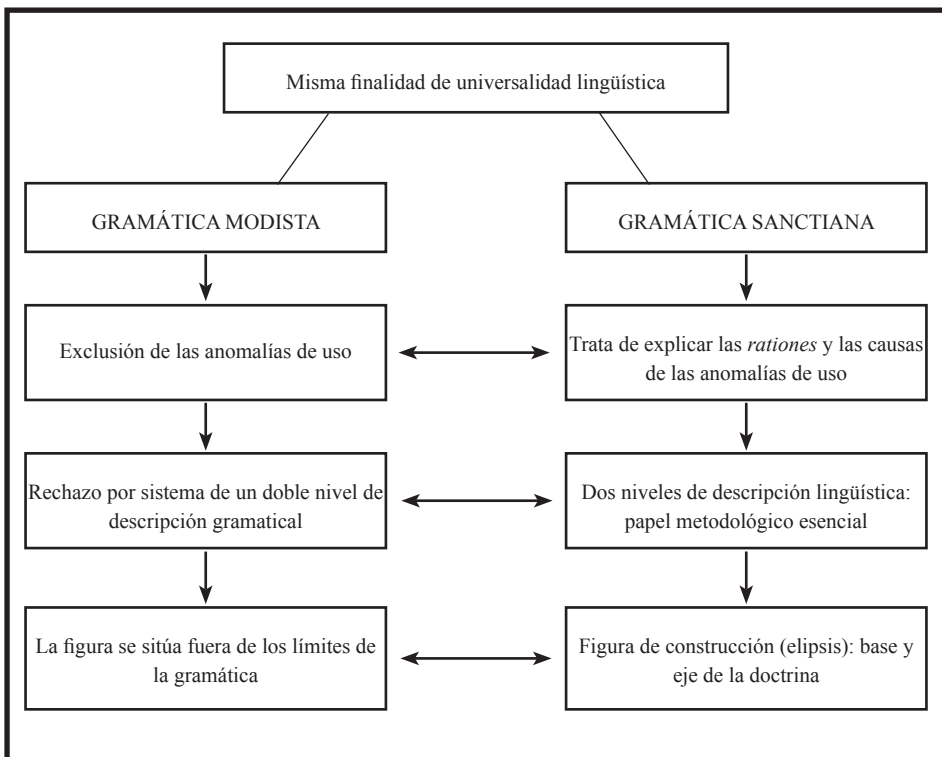 Misma finalidad de universalidad lingüística
GRAMÁTICA MODISTA
GRAMÁTICA SANCTIANA
Exclusión de las anomalías de uso
Trata de explicar las rationes y las causas
de las anomalías de uso
Rechazo por sistema de un doble nivel de
descripción gramatical
Dos niveles de descripción lingüística:
papel metodológico esencial
La figura se sitúa fuera de los límites de
la gramática
Figura de construcción (elipsis): base y
eje de la doctrina